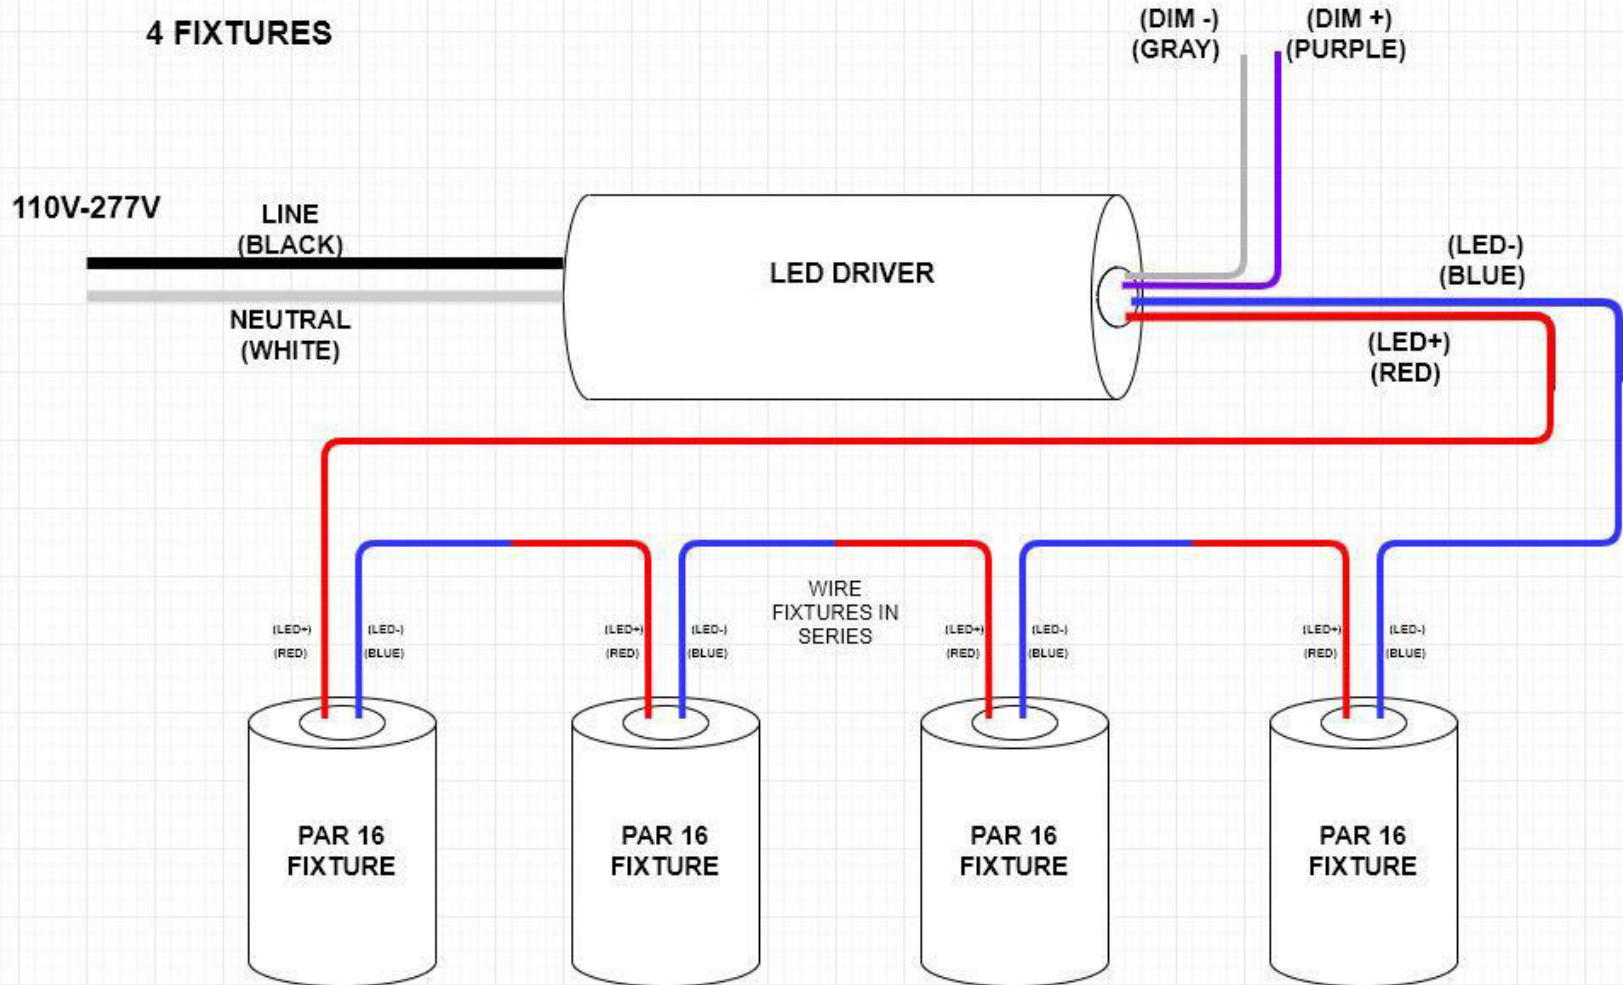 4 FIXTURES
(DIM -)
(GRAY)
(DIM +)
(PURPLE)
110V-277V
LINE
(BLACK)
NEUTRAL
(WHITE)
LED DRIVER
(LED-)
(BLUE)
(LED+)
(RED)
WIRE
FIXTURES IN
SERIES
(LED+)
(RED)
(LED-)
(BLUE)
(LED+)
(RED)
(LED-)
(BLUE)
(LED+)
(RED)
(LED-)
(BLUE)
(LED+)
(RED)
(LED-)
(BLUE)
PAR 16
FIXTURE
PAR 16
FIXTURE
PAR 16
FIXTURE
PAR 16
FIXTURE